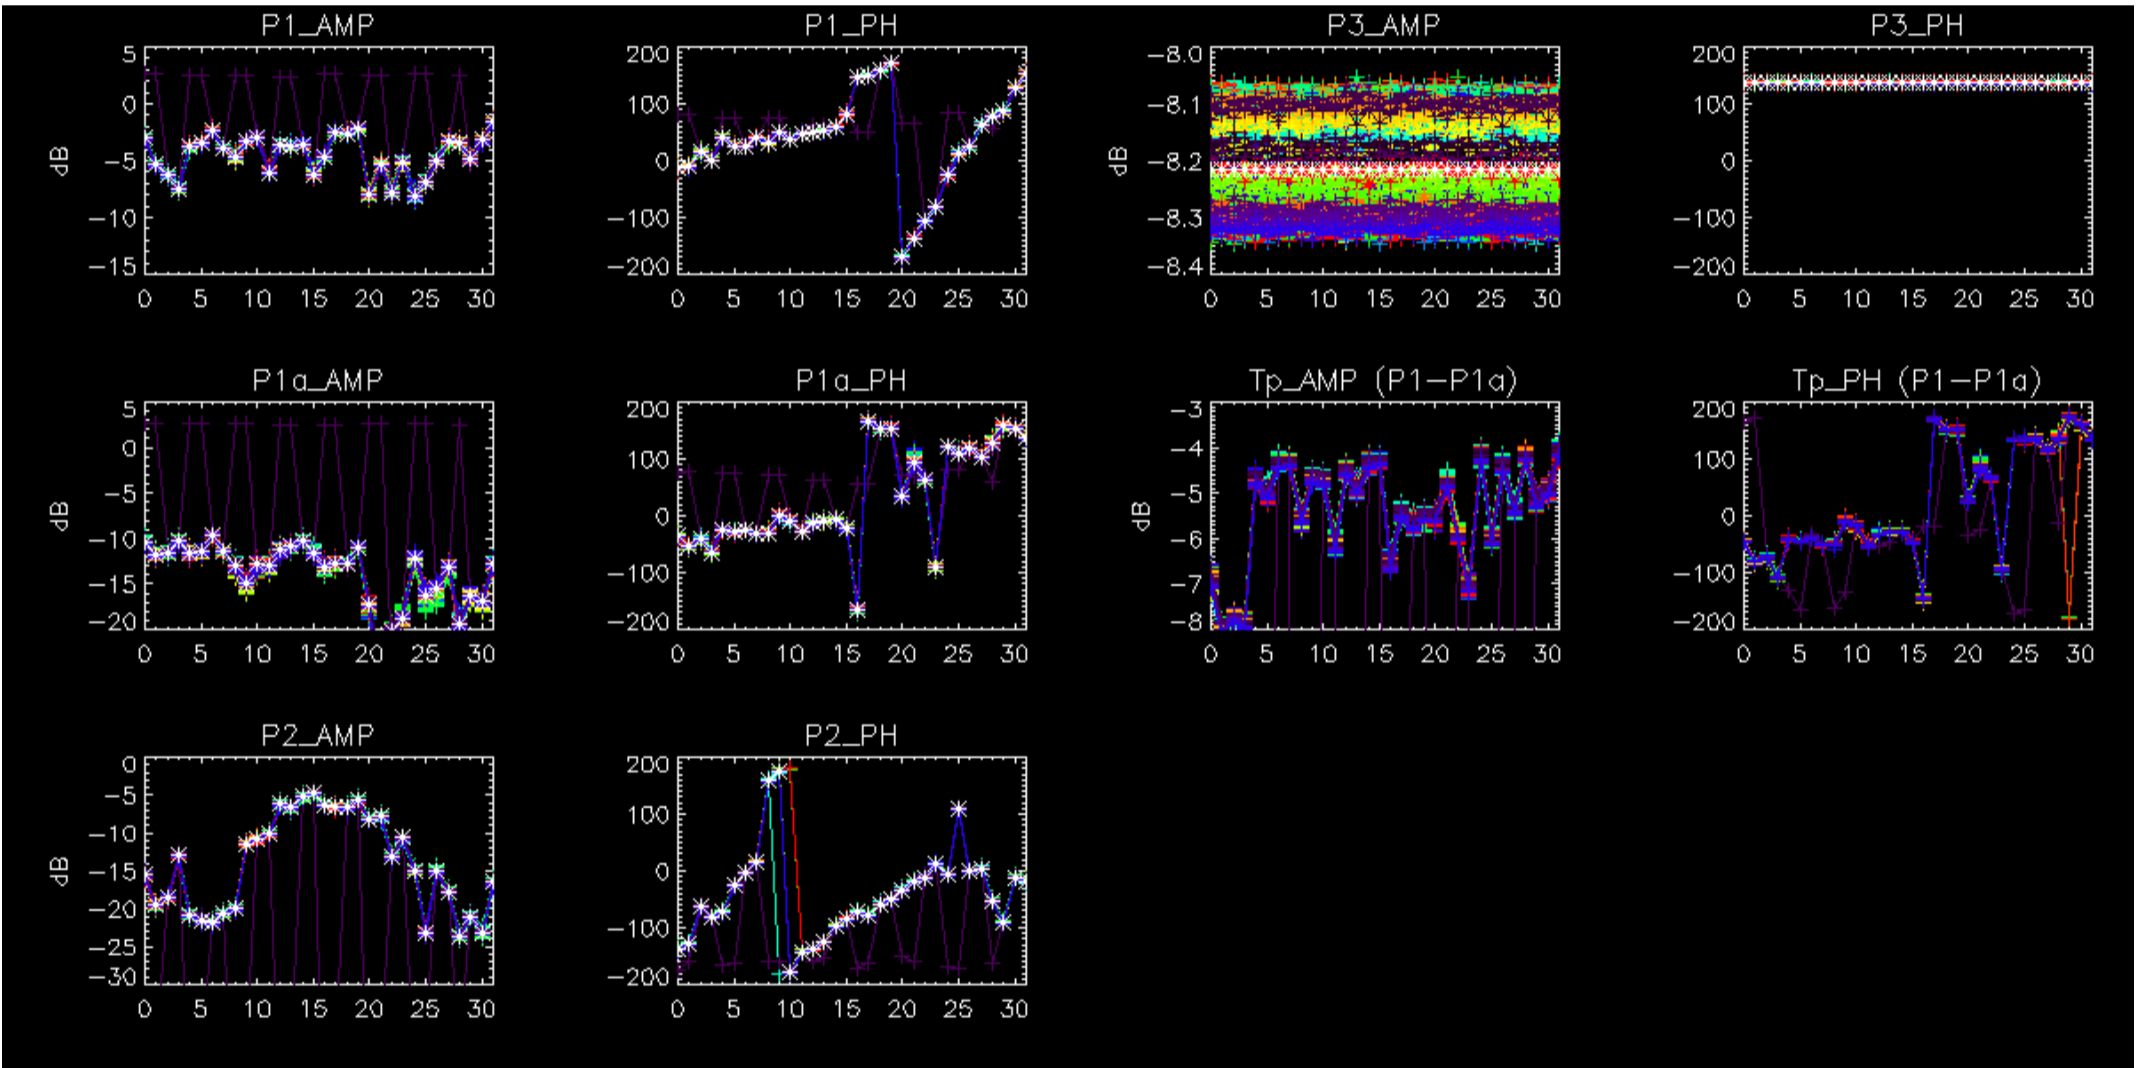 P1_AMP
P1_PH
P3_AMP
P3_PH
5
0
−5
−10
−15
dB
0 5 10 15 20 25 30
200
100
0
−100
−200
0 5 10 15 20 25 30
−8.0
−8.1
−8.2
−8.3
−8.4
dB
0 5 10 15 20 25 30
200
100
0
−100
−200
0 5 10 15 20 25 30
P1a_AMP
P1a_PH
Tp_AMP (P1−P1a)
Tp_PH (P1−P1a)
5
0
−5
−10
−15
−20
dB
0 5 10 15 20 25 30
200
100
0
−100
−200
0 5 10 15 20 25 30
−3
−4
−5
−6
−7
−8
dB
0 5 10 15 20 25 30
200
100
0
−100
−200
0 5 10 15 20 25 30
P2_AMP
P2_PH
0
−5
−10
−15
−20
−25
−30
dB
0 5 10 15 20 25 30
200
100
0
−100
−200
0 5 10 15 20 25 30